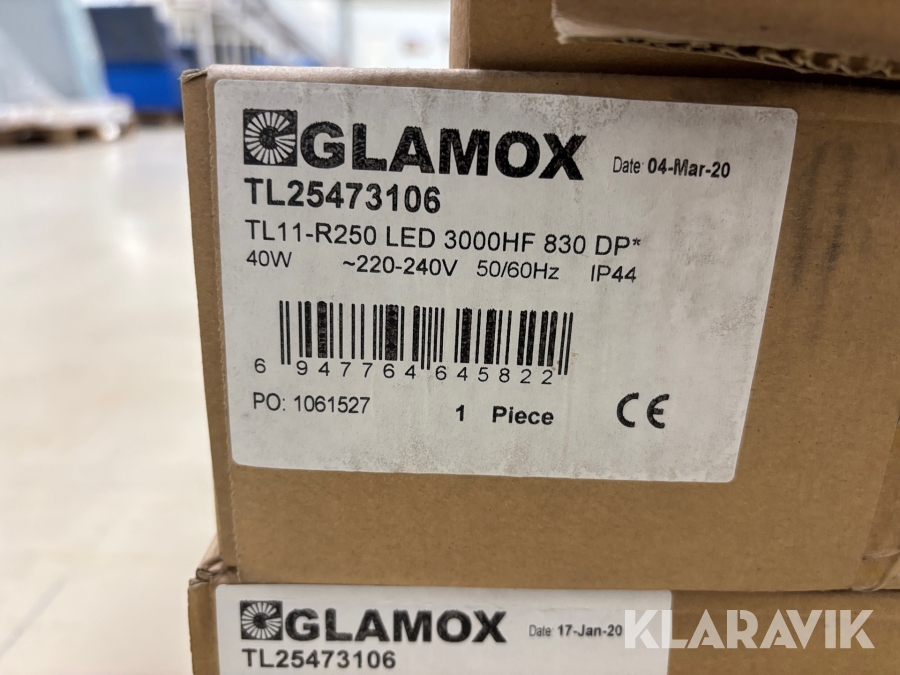 GLAMOX Date: 04-Mar-20
TL25473106
TL11-R250 LED 3000HF 830 DP*
40W ~220-240V 50/60Hz IP44
6 947764 645822
PO: 1061527 1 Piece CE
GLAMOX Date: 17-Jan-20
TL25473106
KLARAVIK